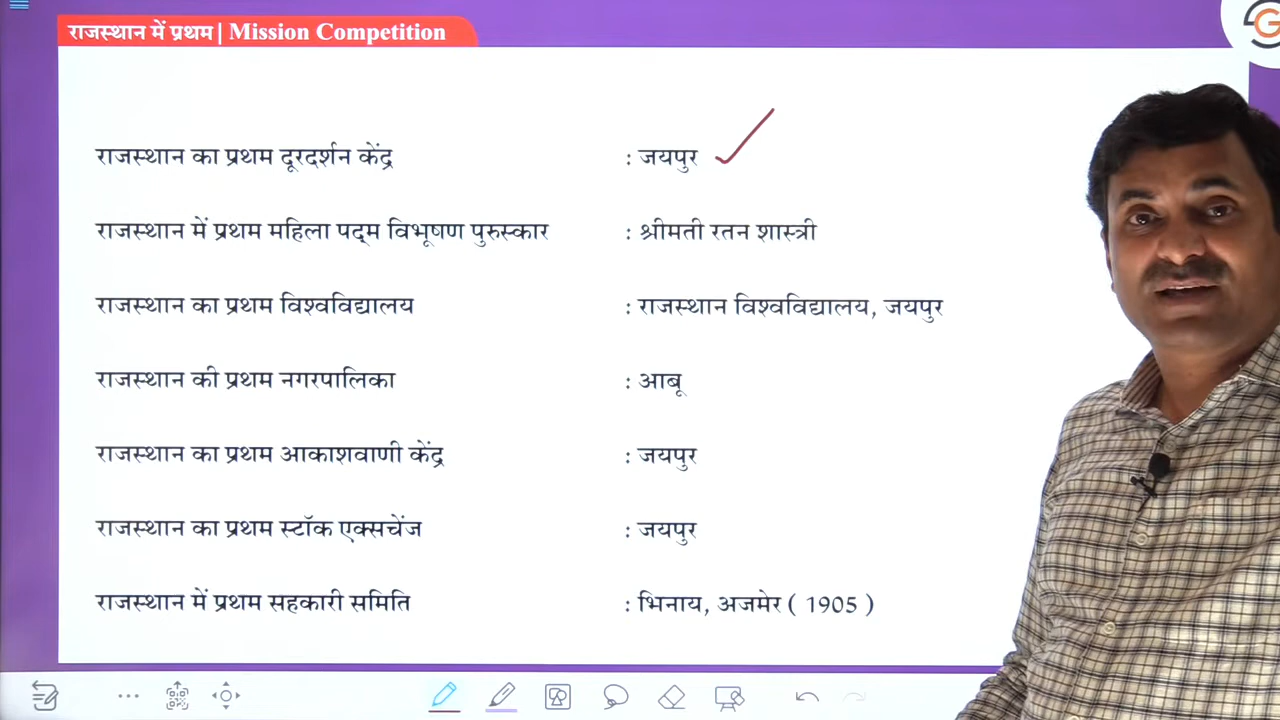 राजस्थान में प्रथम | Mission Competition
राजस्थान का प्रथम दूरदर्शन केंद्र : जयपुर
राजस्थान में प्रथम महिला पद्म विभूषण पुरुस्कार : श्रीमती रतन शास्त्री
राजस्थान का प्रथम विश्वविद्यालय : राजस्थान विश्वविद्यालय, जयपुर
राजस्थान की प्रथम नगरपालिका : आबू
राजस्थान का प्रथम आकाशवाणी केंद्र : जयपुर
राजस्थान का प्रथम स्टॉक एक्सचेंज : जयपुर
राजस्थान में प्रथम सहकारी समिति : भिनाय, अजमेर ( 1905 )